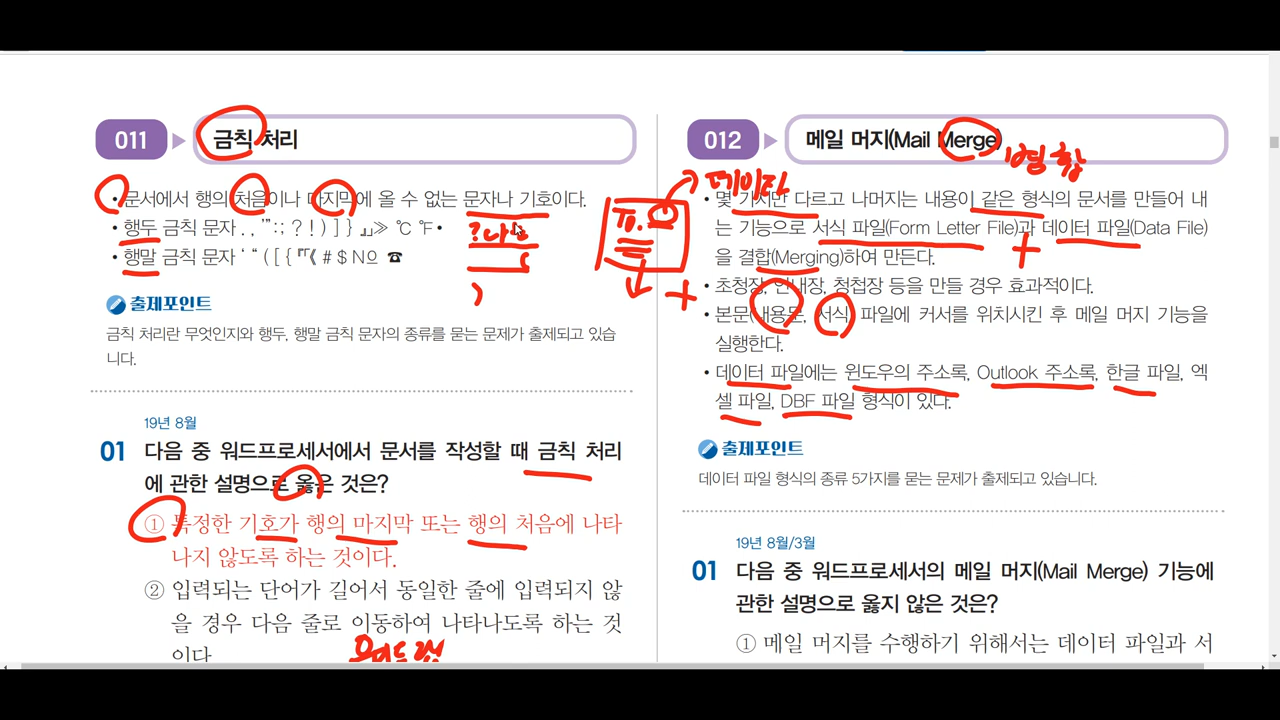 011 금칙 처리
• 문서에서 행의 처음이나 마지막에 올 수 없는 문자나 기호이다.
• 행두 금칙 문자 . , ’ ” : ; ? ! ) ] } 』」≫ ℃ ℉ •
• 행말 금칙 문자 ‘ “ ( [ { 『「《 # $ N으 ☎
?나는
(
)
출제포인트
금칙 처리란 무엇인지와 행두, 행말 금칙 문자의 종류를 묻는 문제가 출제되고 있습
니다.
19년 8월
01 다음 중 워드프로세서에서 문서를 작성할 때 금칙 처리
에 관한 설명으로 옳은 것은?
① 특정한 기호가 행의 마지막 또는 행의 처음에 나타
나지 않도록 하는 것이다.
② 입력되는 단어가 길어서 동일한 줄에 입력되지 않
을 경우 다음 줄로 이동하여 나타나도록 하는 것
이다
워드랩
012 메일 머지(Mail Merge)
병합
데이타
To.
+
• 몇 가지만 다르고 나머지는 내용이 같은 형식의 문서를 만들어 내
는 기능으로 서식 파일(Form Letter File)과 데이터 파일(Data File)
+
을 결합(Merging)하여 만든다.
• 초청장, 안내장, 청첩장 등을 만들 경우 효과적이다.
• 본문(내용문, 서식) 파일에 커서를 위치시킨 후 메일 머지 기능을
실행한다.
• 데이터 파일에는 윈도우의 주소록, Outlook 주소록, 한글 파일, 엑
셀 파일, DBF 파일 형식이 있다.
출제포인트
데이터 파일 형식의 종류 5가지를 묻는 문제가 출제되고 있습니다.
19년 8월/3월
01 다음 중 워드프로세서의 메일 머지(Mail Merge) 기능에
관한 설명으로 옳지 않은 것은?
① 메일 머지를 수행하기 위해서는 데이터 파일과 서